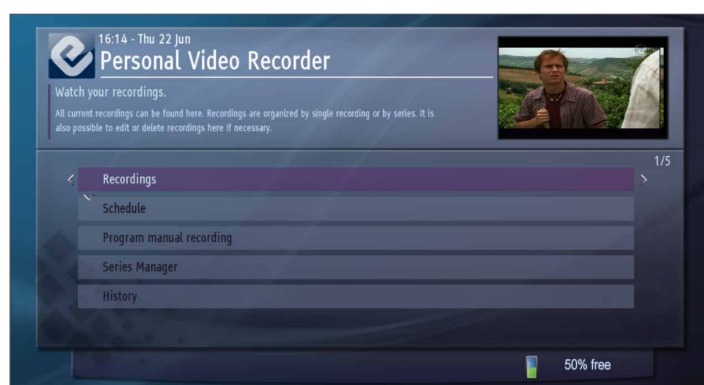 16:14 - Thu 22 Jun
Personal Video Recorder
Watch your recordings.
All current recordings can be found here. Recordings are organized by single recording or by series. It is
also possible to edit or delete recordings here if necessary.
1/5
Recordings
Schedule
Program manual recording
Series Manager
History
50% free